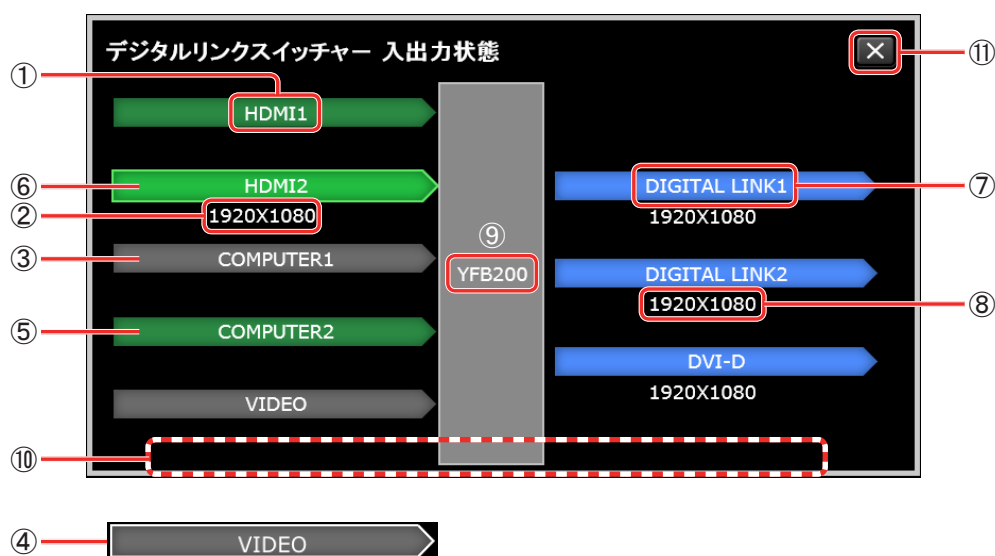 デジタルリンクスイッチャー 入出力状態
⑪
①
HDMI1
⑥
HDMI2
DIGITAL LINK1
⑦
②
1920X1080
1920X1080
⑨
③
COMPUTER1
YFB200
DIGITAL LINK2
1920X1080
⑧
⑤
COMPUTER2
DVI-D
1920X1080
VIDEO
⑩
④
VIDEO